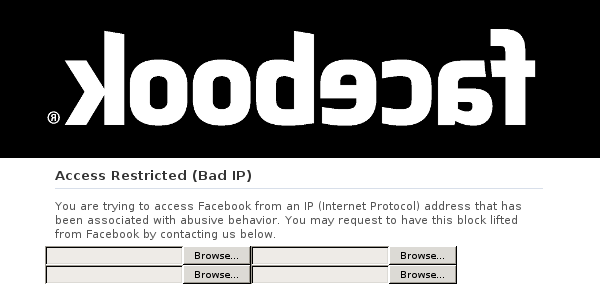 facebook®
Access Restricted (Bad IP)
You are trying to access Facebook from an IP (Internet Protocol) address that has
been associated with abusive behavior. You may request to have this block lifted
from Facebook by contacting us below.
Browse... Browse...
Browse... Browse...